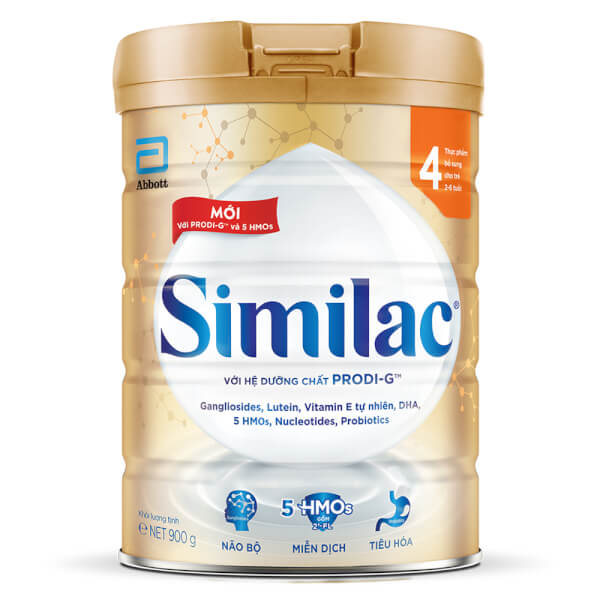 Abbott
4
Thực phẩm
bổ sung
cho trẻ
2-6 tuổi
MỚI
Với PRODI-G™ và 5 HMOs
Similac®
VỚI HỆ DƯỠNG CHẤT PRODI-G™
Gangliosides, Lutein, Vitamin E tự nhiên, DHA,
5 HMOs, Nucleotides, Probiotics
5 HMOs
GỒM
2'-FL
Khối lượng tịnh
℮ NET 900 g
NÃO BỘ
MIỄN DỊCH
TIÊU HÓA